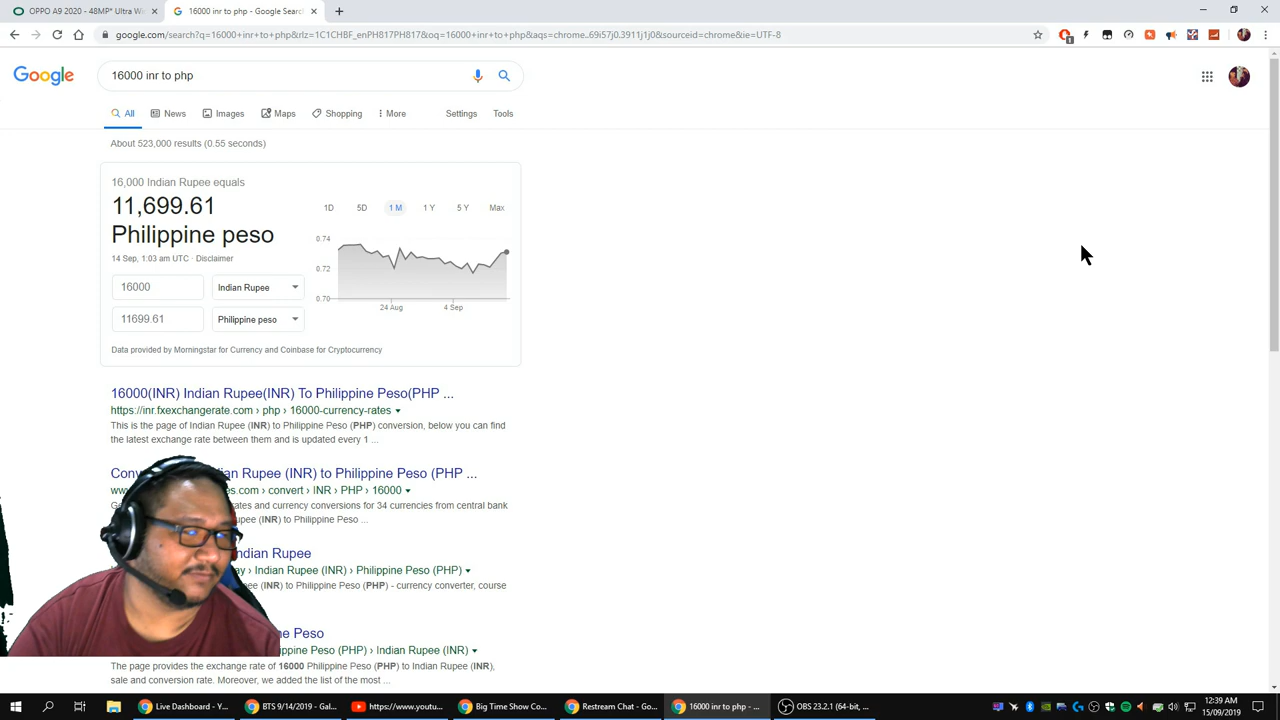 OPPO A9 2020 - 48MP* Ultra Wi
16000 inr to php - Google Searc
google.com/search?q=16000+inr+to+php&rlz=1C1CHBF_enPH817PH817&oq=16000+inr+to+php&aqs=chrome..69i57j0.3911j1j0&sourceid=chrome&ie=UTF-8
1
Google
16000 inr to php
All News Images Maps Shopping More Settings Tools
About 523,000 results (0.55 seconds)
16,000 Indian Rupee equals
11,699.61
Philippine peso
14 Sep, 1:03 am UTC · Disclaimer
16000 Indian Rupee
11699.61 Philippine peso
1D 5D 1 M 1 Y 5 Y Max
0.74
0.72
0.70
24 Aug 4 Sep
Data provided by Morningstar for Currency and Coinbase for Cryptocurrency
16000(INR) Indian Rupee(INR) To Philippine Peso(PHP ...
https://inr.fxexchangerate.com › php › 16000-currency-rates
This is the page of Indian Rupee (INR) to Philippine Peso (PHP) conversion, below you can find
the latest exchange rate between them and is updated every 1 ...
Indian Rupee (INR) to Philippine Peso (PHP ...
.com › convert › INR › PHP › 16000
rates and currency conversions for 34 currencies from central bank
(INR) to Philippine Peso ...
Indian Rupee
› Indian Rupee (INR) › Philippine Peso (PHP)
(INR) to Philippine Peso (PHP) - currency converter, course
Peso
Peso (PHP) › Indian Rupee (INR)
The page provides the exchange rate of 16000 Philippine Peso (PHP) to Indian Rupee (INR),
sale and conversion rate. Moreover, we added the list of the most ...
Live Dashboard - Y...
BTS 9/14/2019 - Gal...
https://www.youtu...
Big Time Show Co...
Restream Chat - Go...
16000 inr to php - ...
OBS 23.2.1 (64-bit, ...
12:39 AM
15/09/2019